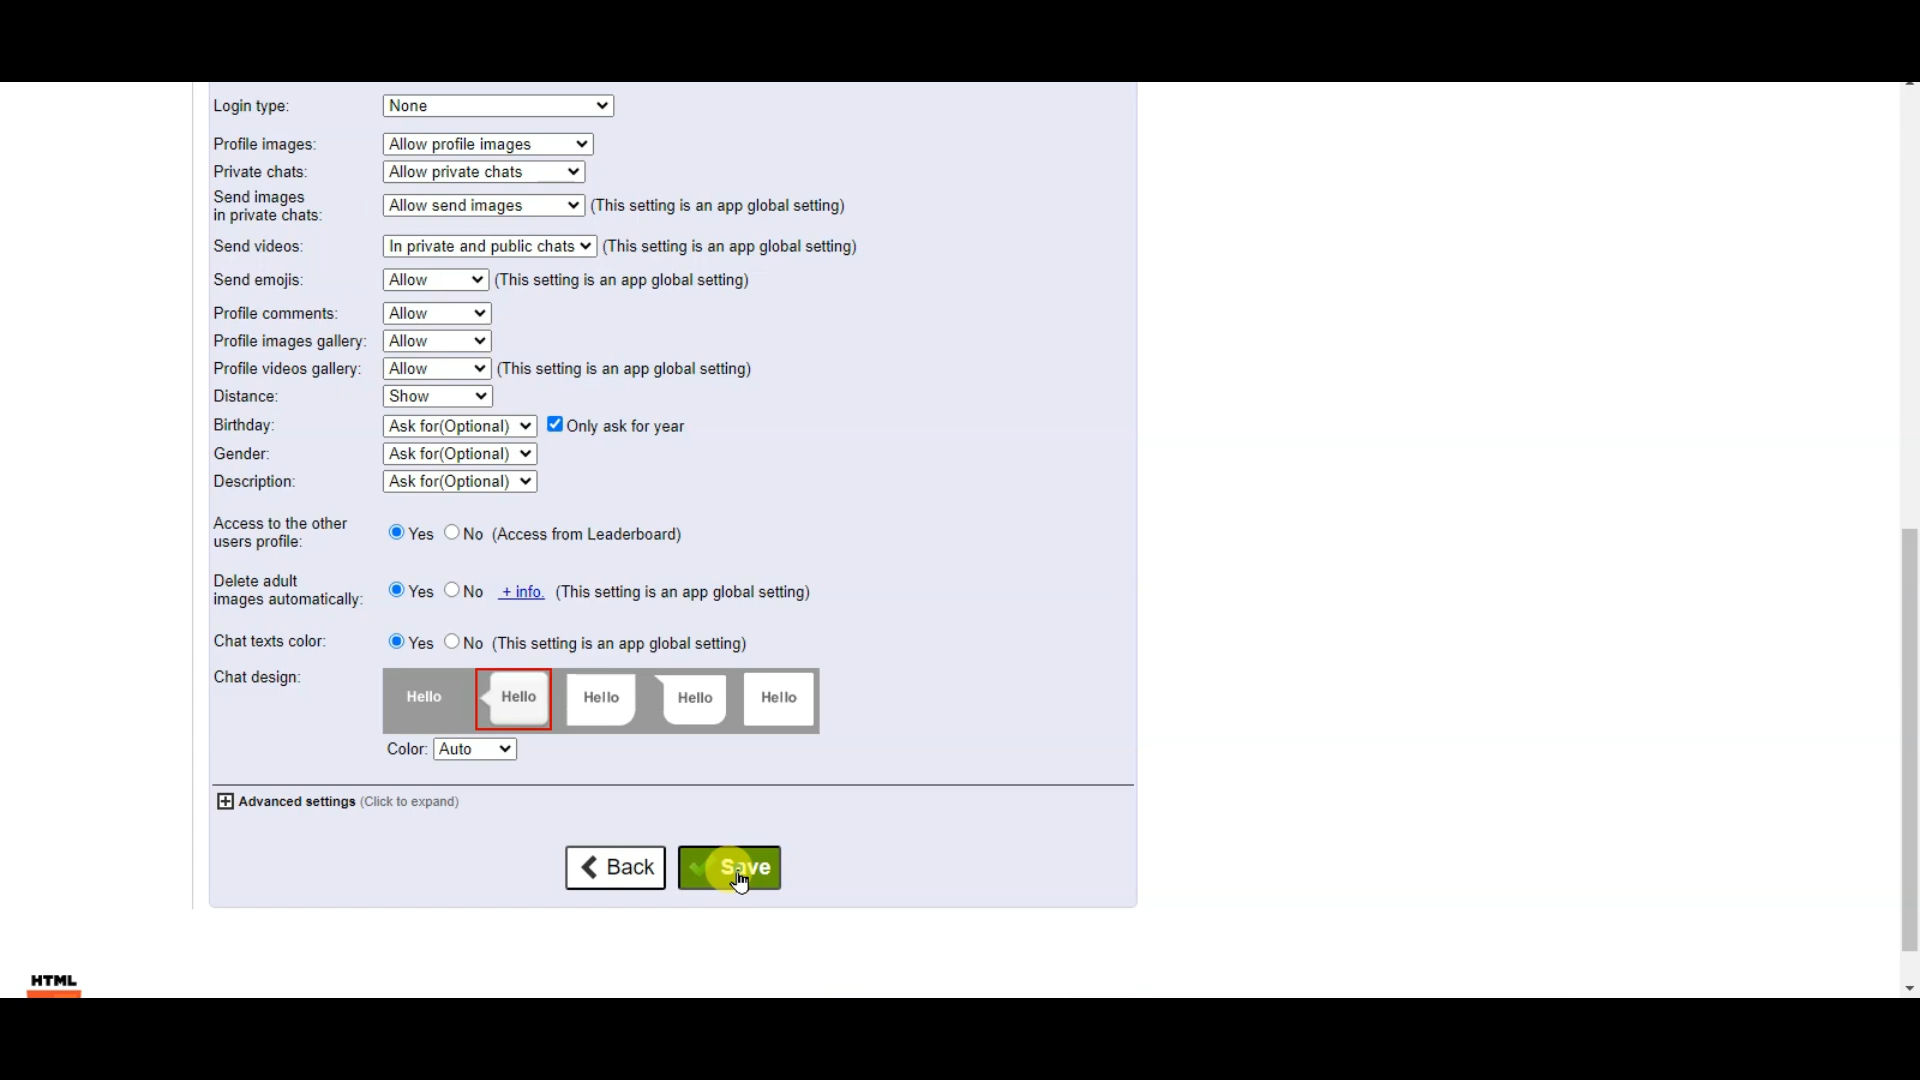 Login type: None
Profile images: Allow profile images
Private chats: Allow private chats
Send images
in private chats: Allow send images (This setting is an app global setting)
Send videos: In private and public chats (This setting is an app global setting)
Send emojis: Allow (This setting is an app global setting)
Profile comments: Allow
Profile images gallery: Allow
Profile videos gallery: Allow (This setting is an app global setting)
Distance: Show
Birthday: Ask for(Optional) Only ask for year
Gender: Ask for(Optional)
Description: Ask for(Optional)
Access to the other
users profile: Yes No (Access from Leaderboard)
Delete adult
images automatically: Yes No + info. (This setting is an app global setting)
Chat texts color: Yes No (This setting is an app global setting)
Chat design: Hello Hello Hello Hello Hello
Color: Auto
Advanced settings (Click to expand)
Back Save
HTML